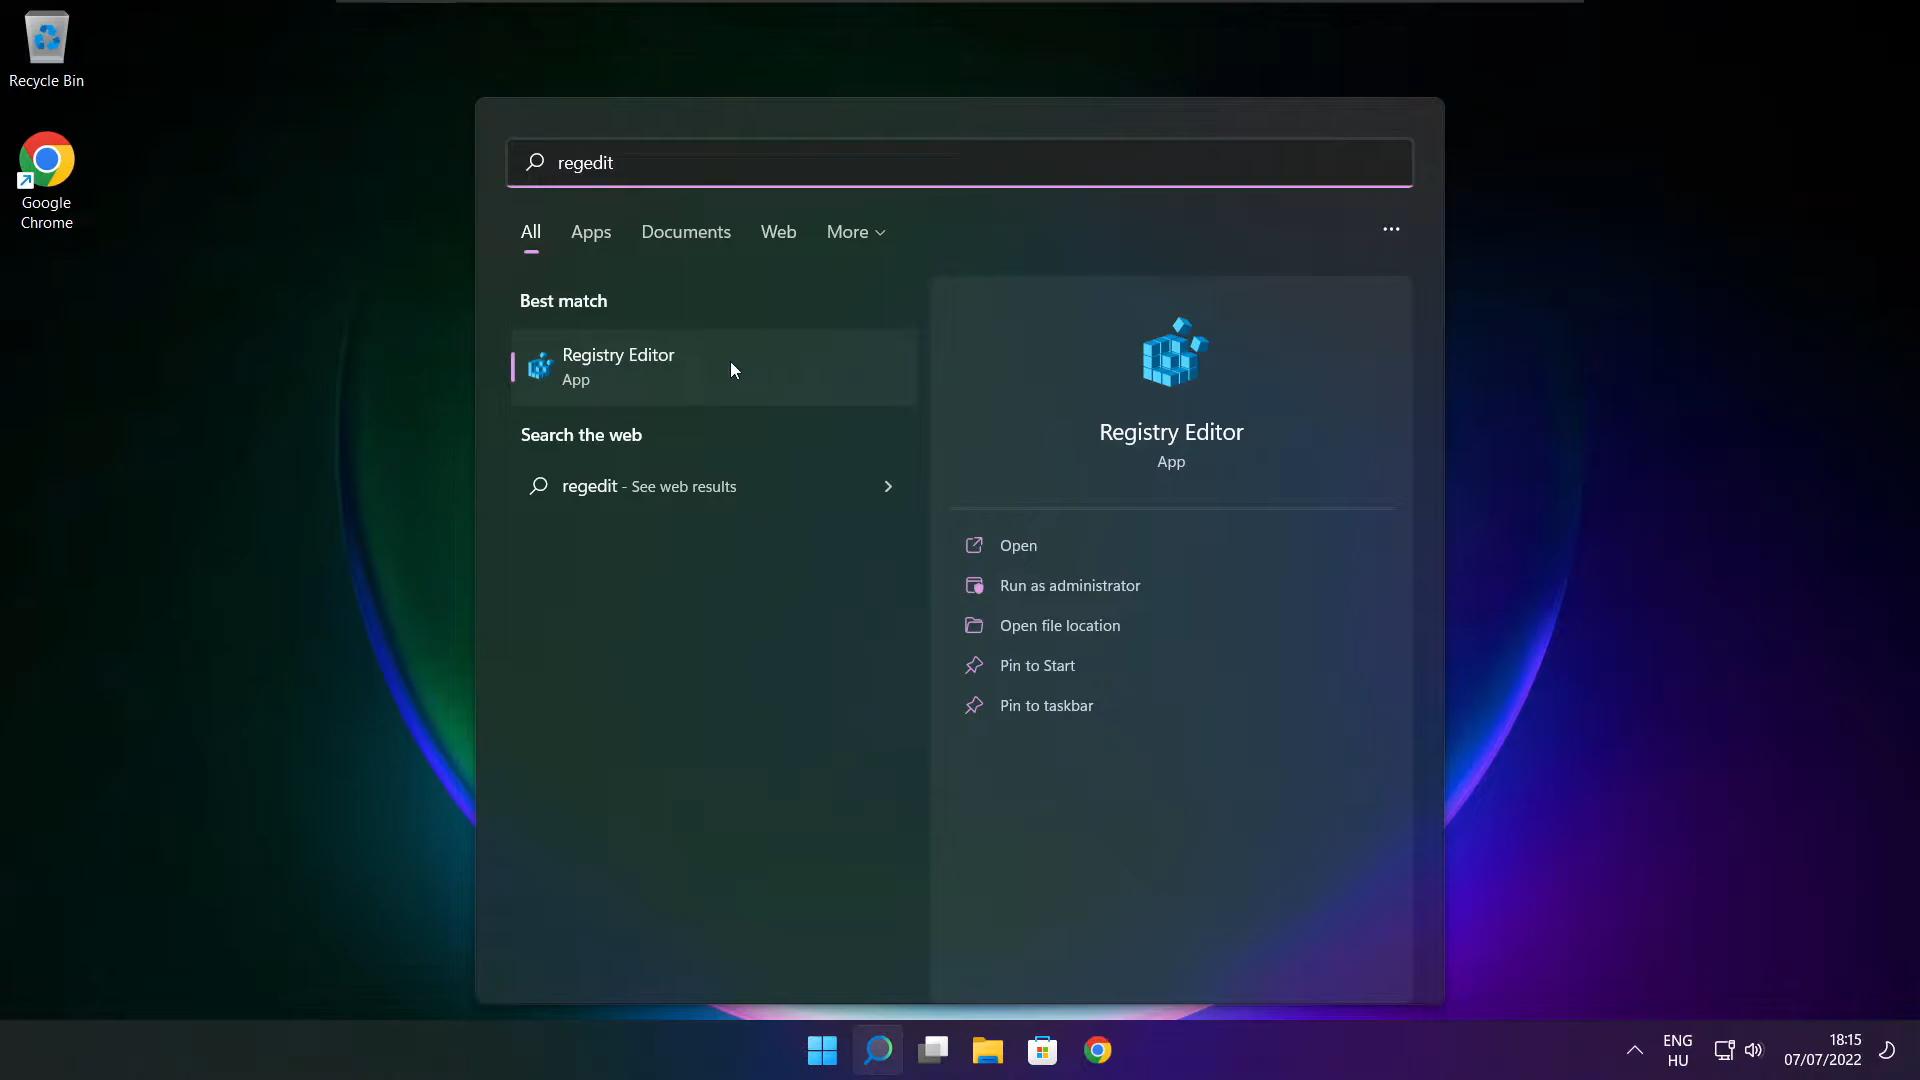 Recycle Bin
Google
Chrome
regedit
All Apps Documents Web More
Best match
Registry Editor
App
Search the web
regedit - See web results
Registry Editor
App
Open
Run as administrator
Open file location
Pin to Start
Pin to taskbar
ENG
HU
18:15
07/07/2022